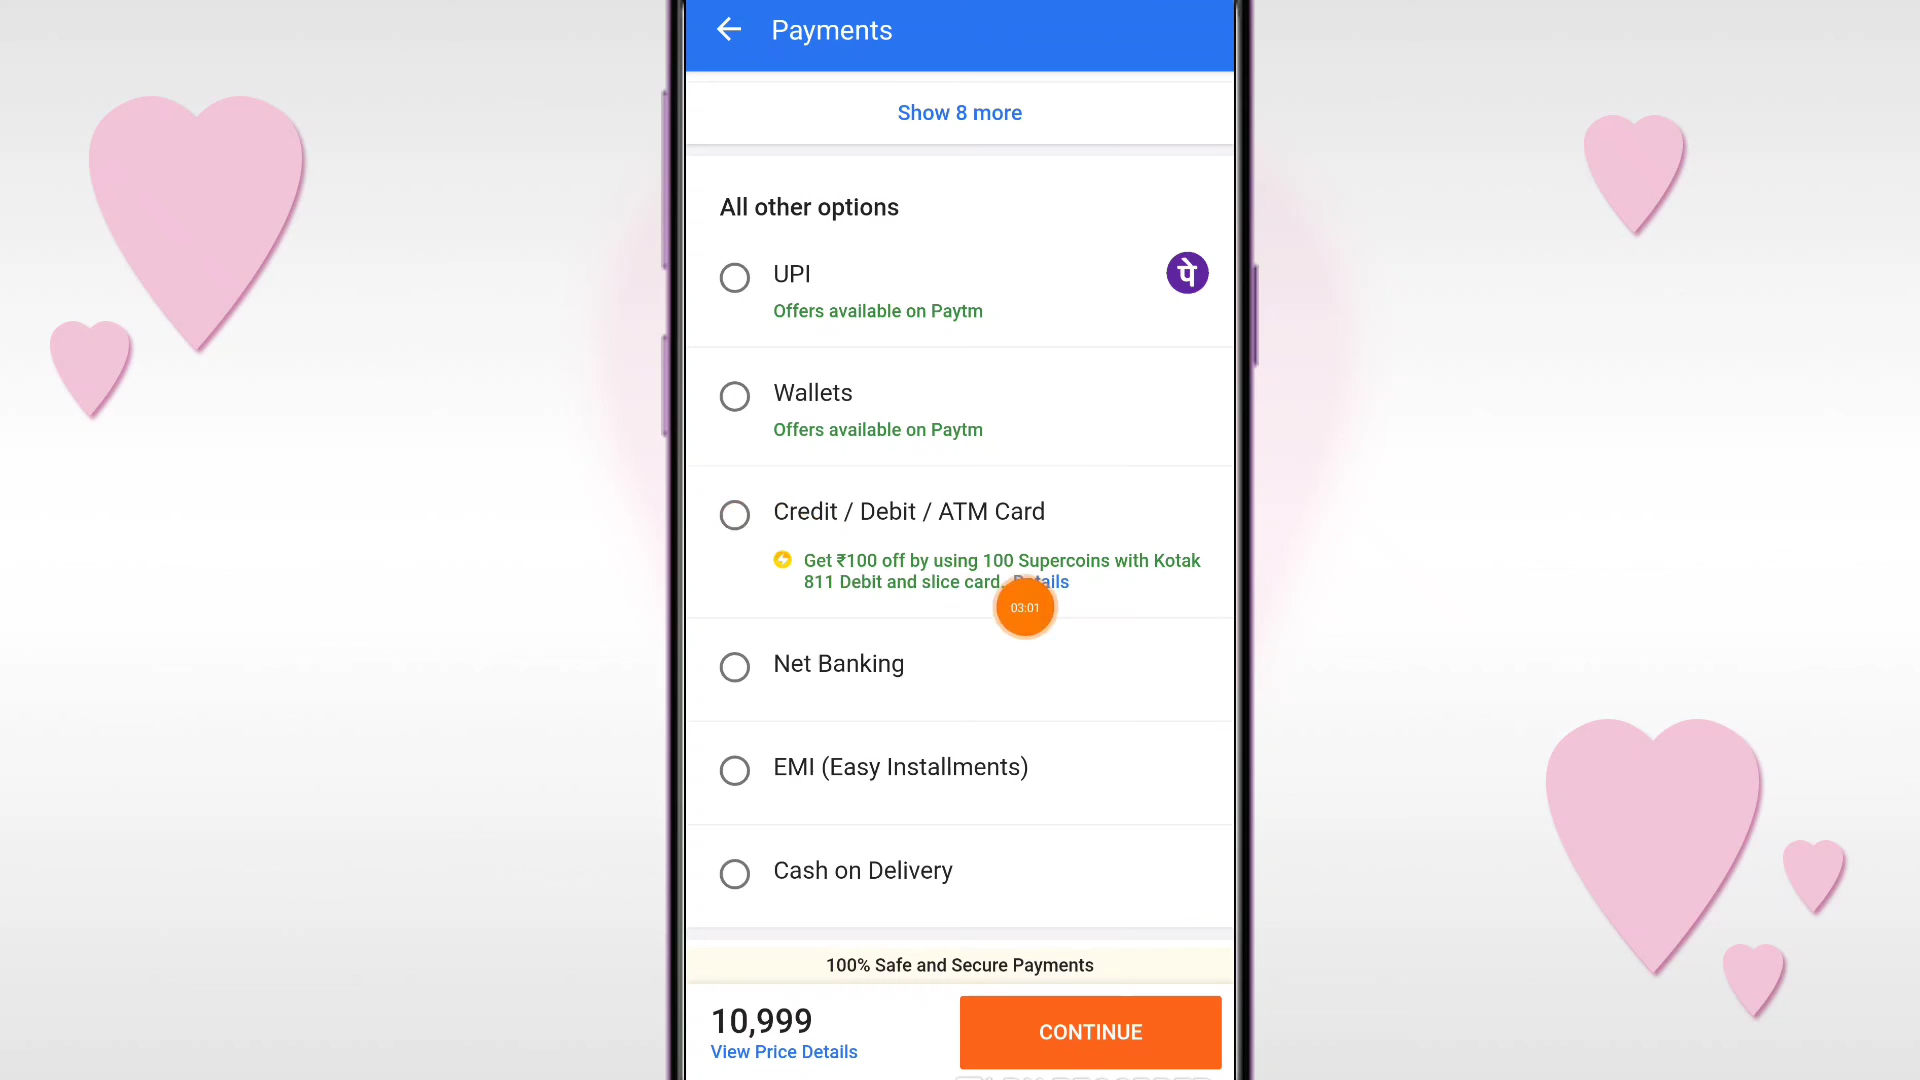 Payments
Show 8 more
All other options
UPI
पे
Offers available on Paytm
Wallets
Offers available on Paytm
Credit / Debit / ATM Card
Get ₹100 off by using 100 Supercoins with Kotak
811 Debit and slice card. Details
03:01
Net Banking
EMI (Easy Installments)
Cash on Delivery
100% Safe and Secure Payments
10,999
View Price Details
CONTINUE